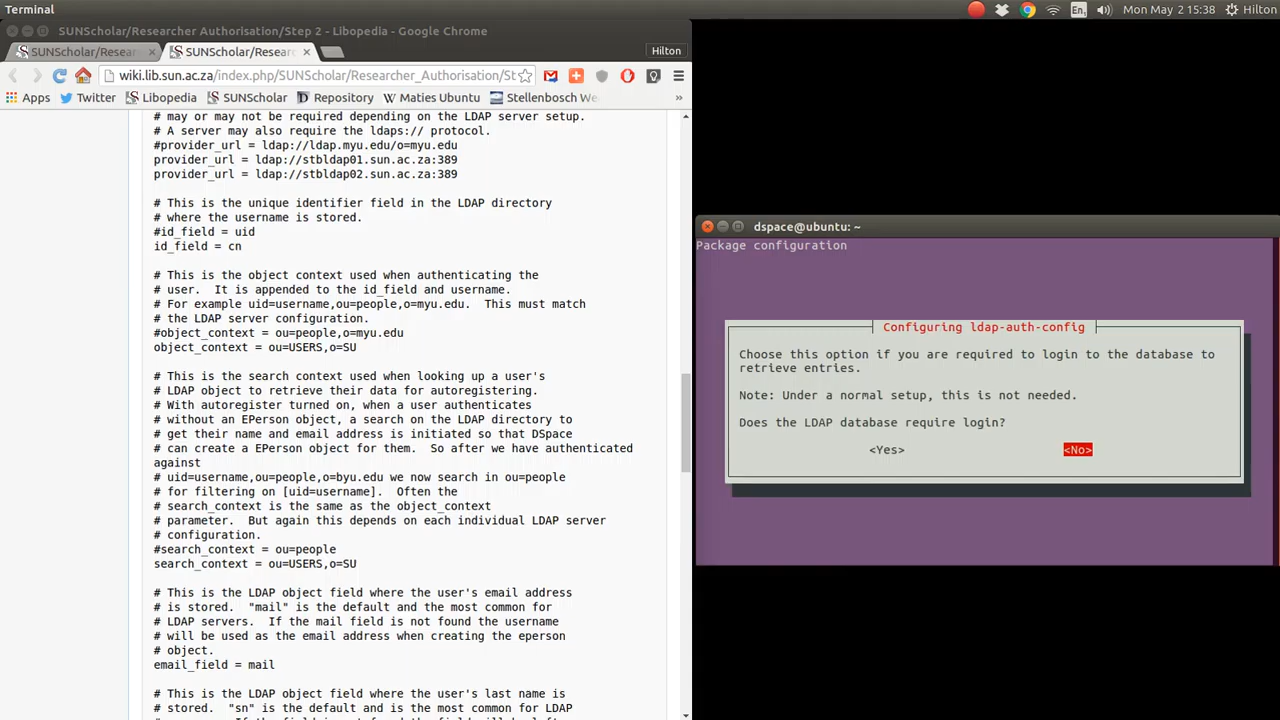 Terminal
En
Mon May 2 15:38
Hilton
SUNScholar/Researcher Authorisation/Step 2 - Libopedia - Google Chrome
SUNScholar/Resear
SUNScholar/Resear
Hilton
wiki.lib.sun.ac.za/index.php/SUNScholar/Researcher_Authorisation/St
Apps
Twitter
Libopedia
SUNScholar
Repository
Maties Ubuntu
Stellenbosch We
»
# may or may not be required depending on the LDAP server setup.
# A server may also require the ldaps:// protocol.
#provider_url = ldap://ldap.myu.edu/o=myu.edu
provider_url = ldap://stbldap01.sun.ac.za:389
provider_url = ldap://stbldap02.sun.ac.za:389
# This is the unique identifier field in the LDAP directory
# where the username is stored.
#id_field = uid
id_field = cn
# This is the object context used when authenticating the
# user.  It is appended to the id_field and username.
# For example uid=username,ou=people,o=myu.edu.  This must match
# the LDAP server configuration.
#object_context = ou=people,o=myu.edu
object_context = ou=USERS,o=SU
# This is the search context used when looking up a user's
# LDAP object to retrieve their data for autoregistering.
# With autoregister turned on, when a user authenticates
# without an EPerson object, a search on the LDAP directory to
# get their name and email address is initiated so that DSpace
# can create a EPerson object for them.  So after we have authenticated
against
# uid=username,ou=people,o=byu.edu we now search in ou=people
# for filtering on [uid=username].  Often the
# search_context is the same as the object_context
# parameter.  But again this depends on each individual LDAP server
# configuration.
#search_context = ou=people
search_context = ou=USERS,o=SU
# This is the LDAP object field where the user's email address
# is stored.  "mail" is the default and the most common for
# LDAP servers.  If the mail field is not found the username
# will be used as the email address when creating the eperson
# object.
email_field = mail
# This is the LDAP object field where the user's last name is
# stored.  "sn" is the default and is the most common for LDAP
dspace@ubuntu: ~
Package configuration
Configuring ldap-auth-config
Choose this option if you are required to login to the database to
retrieve entries.
Note: Under a normal setup, this is not needed.
Does the LDAP database require login?
<Yes>
<No>